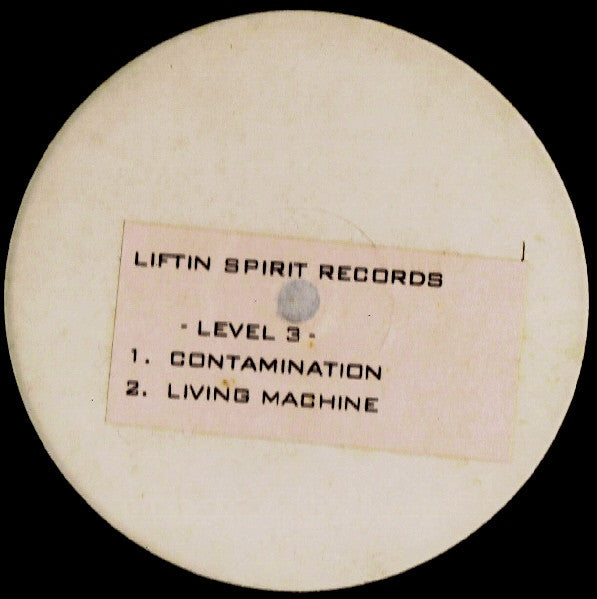 LIFTIN SPIRIT RECORDS
- LEVEL 3 -
1. CONTAMINATION
2. LIVING MACHINE